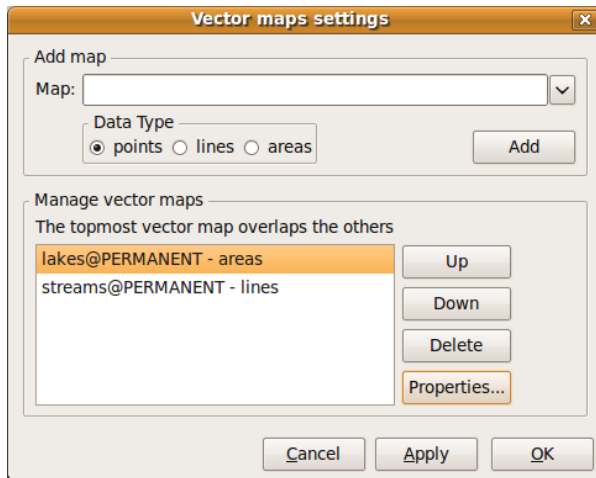 Vector maps settings
Add map
Map:
Data Type
points lines areas
Add
Manage vector maps
The topmost vector map overlaps the others
lakes@PERMANENT - areas
streams@PERMANENT - lines
Up
Down
Delete
Properties...
Cancel Apply OK